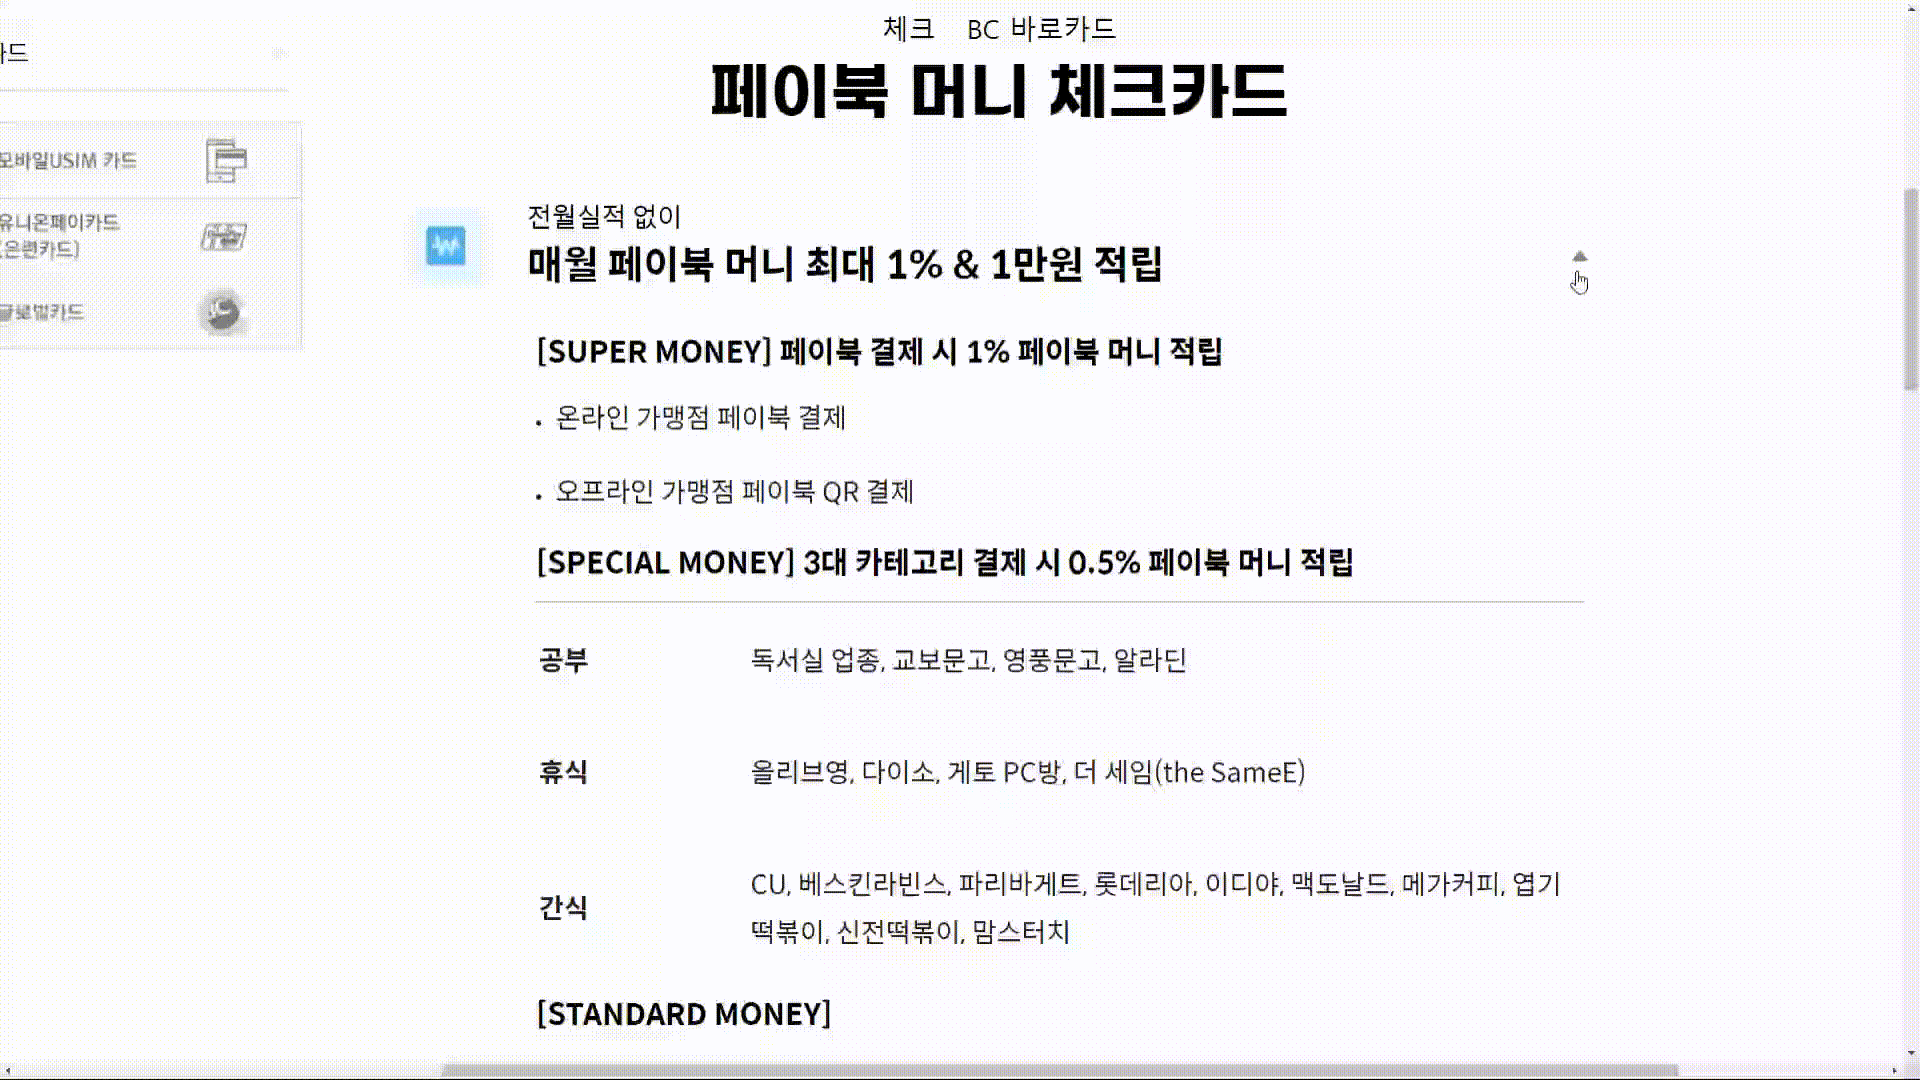 체크 BC 바로카드
페이북 머니 체크카드
카드
모바일USIM 카드
유니온페이카드
(은련카드)
글로벌카드
전월실적 없이
매월 페이북 머니 최대 1% & 1만원 적립
[SUPER MONEY] 페이북 결제 시 1% 페이북 머니 적립
• 온라인 가맹점 페이북 결제
• 오프라인 가맹점 페이북 QR 결제
[SPECIAL MONEY] 3대 카테고리 결제 시 0.5% 페이북 머니 적립
공부 독서실 업종, 교보문고, 영풍문고, 알라딘
휴식 올리브영, 다이소, 게토 PC방, 더 세임(the SameE)
간식 CU, 베스킨라빈스, 파리바게트, 롯데리아, 이디야, 맥도날드, 메가커피, 엽기
떡볶이, 신전떡볶이, 맘스터치
[STANDARD MONEY]